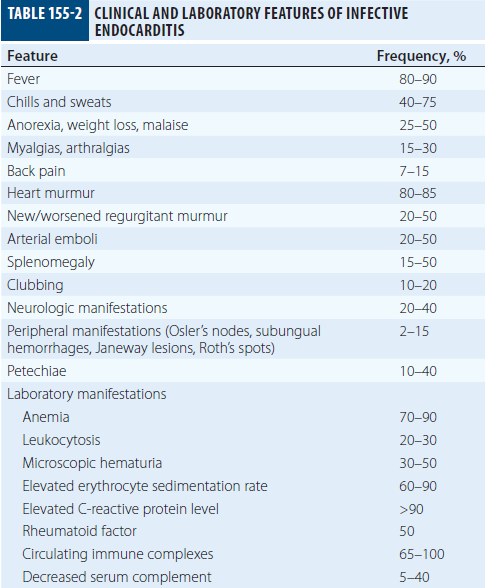 TABLE 155-2 CLINICAL AND LABORATORY FEATURES OF INFECTIVE
ENDOCARDITIS
Feature Frequency, %
Fever 80–90
Chills and sweats 40–75
Anorexia, weight loss, malaise 25–50
Myalgias, arthralgias 15–30
Back pain 7–15
Heart murmur 80–85
New/worsened regurgitant murmur 20–50
Arterial emboli 20–50
Splenomegaly 15–50
Clubbing 10–20
Neurologic manifestations 20–40
Peripheral manifestations (Osler’s nodes, subungual 2–15
hemorrhages, Janeway lesions, Roth’s spots)
Petechiae 10–40
Laboratory manifestations
Anemia 70–90
Leukocytosis 20–30
Microscopic hematuria 30–50
Elevated erythrocyte sedimentation rate 60–90
Elevated C-reactive protein level >90
Rheumatoid factor 50
Circulating immune complexes 65–100
Decreased serum complement 5–40